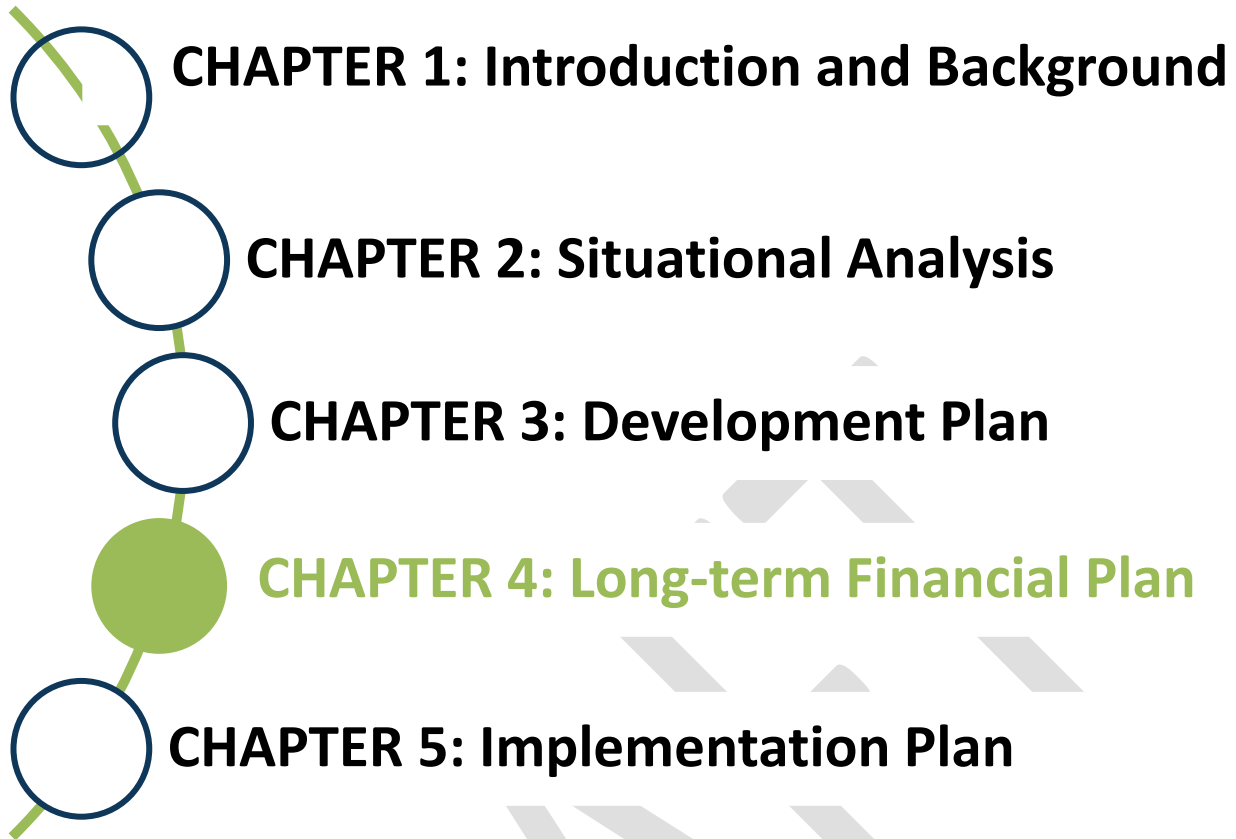 CHAPTER 1: Introduction and Background
CHAPTER 2: Situational Analysis
CHAPTER 3: Development Plan
CHAPTER 4: Long-term Financial Plan
CHAPTER 5: Implementation Plan